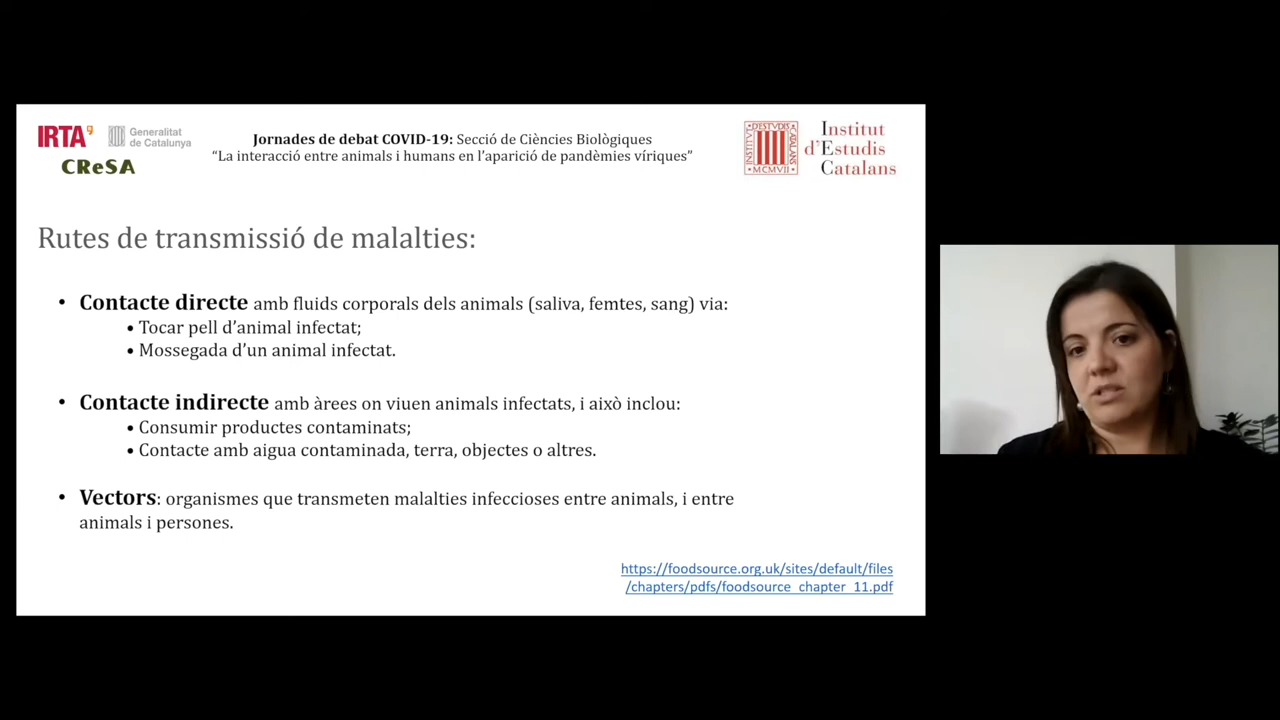 IRTA
Generalitat
de Catalunya
CReSA
Jornades de debat COVID-19: Secció de Ciències Biològiques
“La interacció entre animals i humans en l’aparició de pandèmies víriques”
INSTITVT
D'ESTVDIS
CATALANS
MCMVII
Institut
d’Estudis
Catalans
Rutes de transmissió de malalties:
• Contacte directe amb fluids corporals dels animals (saliva, femtes, sang) via:
• Tocar pell d’animal infectat;
• Mossegada d’un animal infectat.
• Contacte indirecte amb àrees on viuen animals infectats, i això inclou:
• Consumir productes contaminats;
• Contacte amb aigua contaminada, terra, objectes o altres.
• Vectors: organismes que transmeten malalties infeccioses entre animals, i entre
animals i persones.
https://foodsource.org.uk/sites/default/files
/chapters/pdfs/foodsource_chapter_11.pdf